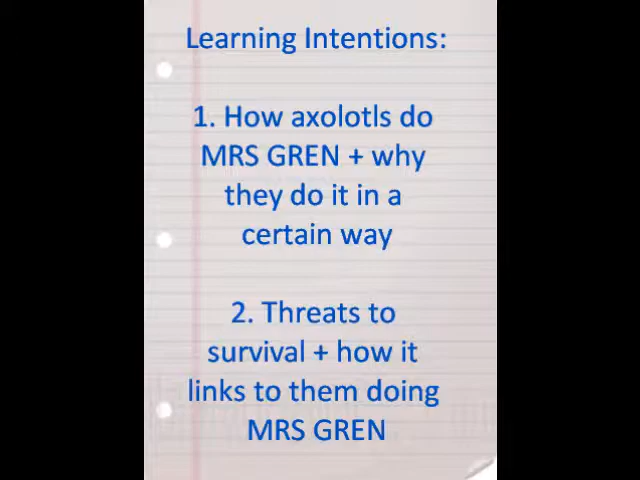 Learning Intentions:
1. How axolotls do
MRS GREN + why
they do it in a
certain way
2. Threats to
survival + how it
links to them doing
MRS GREN